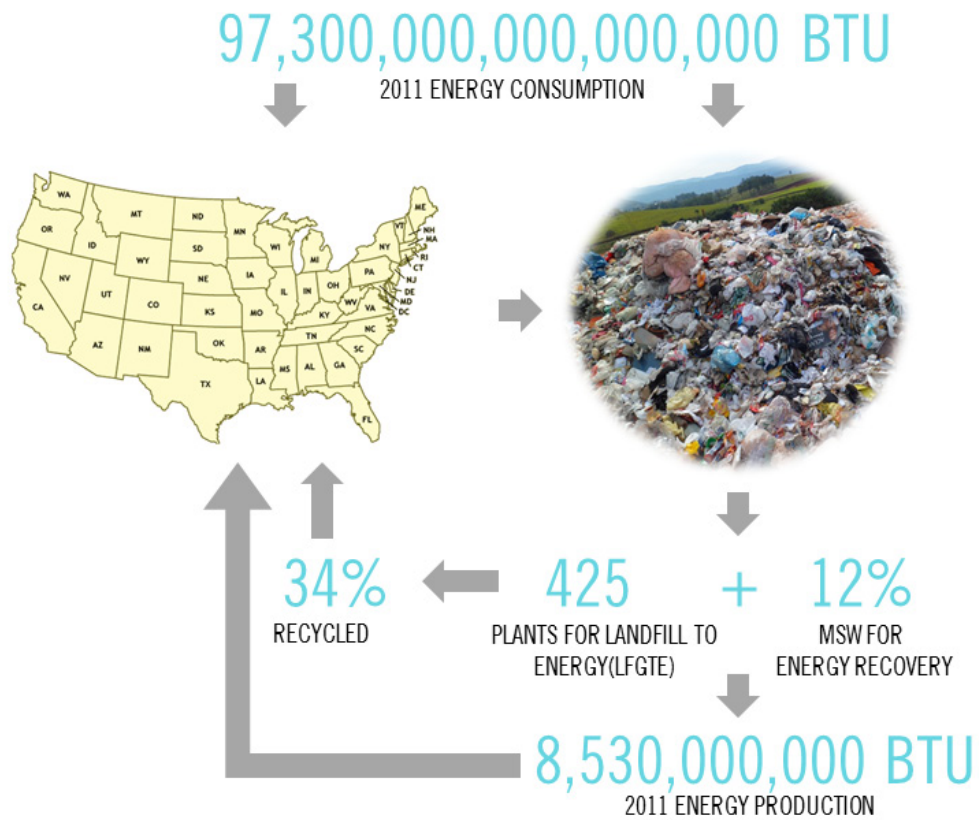 97,300,000,000,000,000 BTU
2011 ENERGY CONSUMPTION
WA
MT
ND
MN
ME
OR
ID
SD
WI
VT
NH
MA
NY
WY
MI
RI
CT
NV
NE
IA
PA
NJ
UT
IL
IN
OH
DE
CA
CO
WV
MD
KS
MO
VA
DC
KY
NC
AZ
NM
OK
TN
AR
SC
MS
AL
GA
TX
LA
FL
34%
425
+
12%
RECYCLED
PLANTS FOR LANDFILL TO
ENERGY(LFGTE)
MSW FOR
ENERGY RECOVERY
8,530,000,000 BTU
2011 ENERGY PRODUCTION